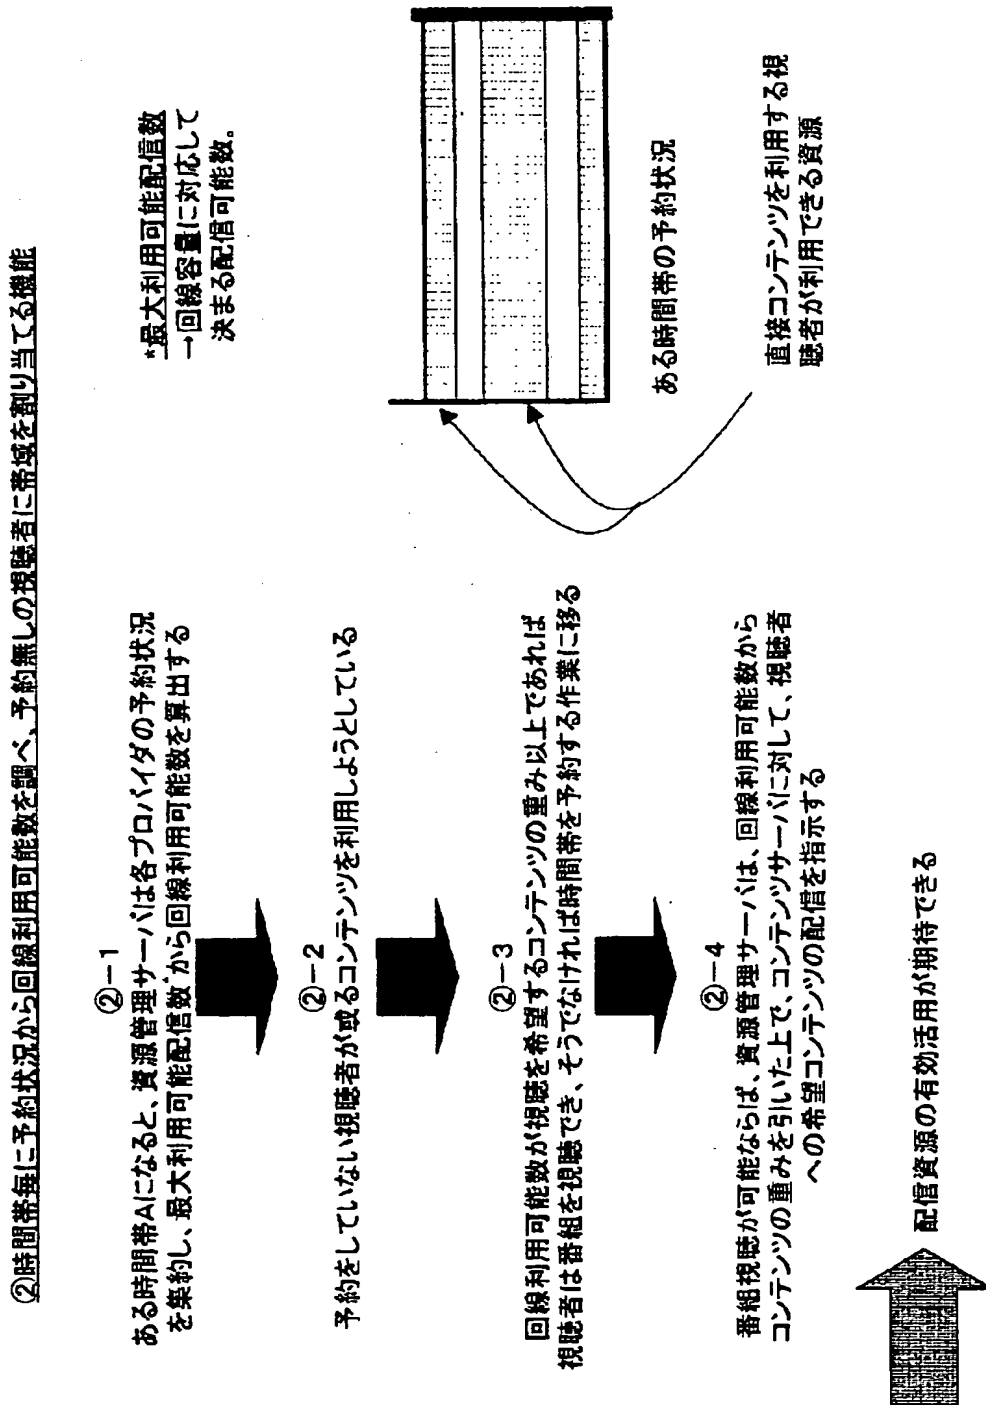 ②時間帯毎に予約状況から回線利用可能数を調べ、予約無しの視聴者に帯域を割り当てる機能
②－1
ある時間帯Aになると、資源管理サーバは各プロバイダの予約状況
を集約し、最大利用可能配信数*から回線利用可能数を算出する
②－2
予約をしていない視聴者が或るコンテンツを利用しようとしている
②－3
回線利用可能数が視聴を希望するコンテンツの重み以上であれば
視聴者は番組を視聴でき、そうでなければ時間帯を予約する作業に移る
②－4
番組視聴が可能ならば、資源管理サーバは、回線利用可能数から
コンテンツの重みを引いた上で、コンテンツサーバに対して、視聴者
への希望コンテンツの配信を指示する
配信資源の有効活用が期待できる
*最大利用可能配信数
→回線容量に対応して
決まる配信可能数。
ある時間帯の予約状況
直接コンテンツを利用する視
聴者が利用できる資源